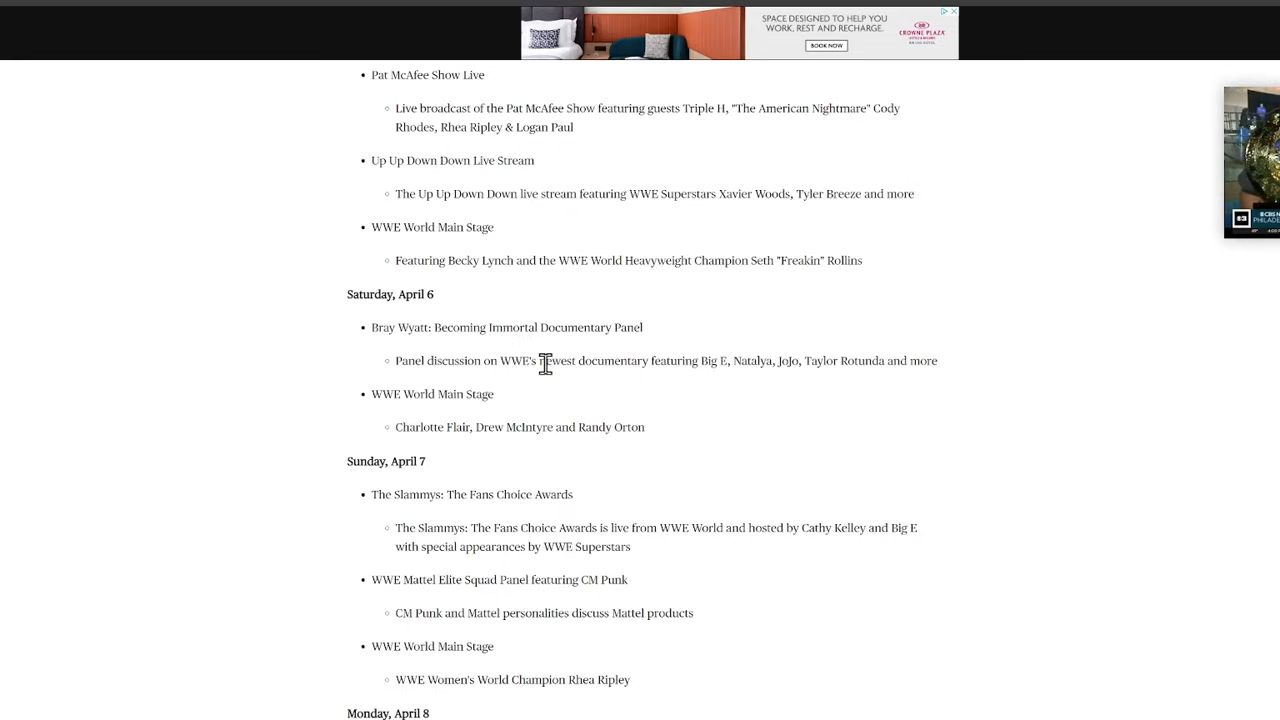 SPACE DESIGNED TO HELP YOU
WORK, REST AND RECHARGE.
BOOK NOW
CROWNE PLAZA
• Pat McAfee Show Live
◦ Live broadcast of the Pat McAfee Show featuring guests Triple H, "The American Nightmare" Cody
Rhodes, Rhea Ripley & Logan Paul
• Up Up Down Down Live Stream
◦ The Up Up Down Down live stream featuring WWE Superstars Xavier Woods, Tyler Breeze and more
• WWE World Main Stage
◦ Featuring Becky Lynch and the WWE World Heavyweight Champion Seth "Freakin" Rollins
Saturday, April 6
• Bray Wyatt: Becoming Immortal Documentary Panel
◦ Panel discussion on WWE's newest documentary featuring Big E, Natalya, JoJo, Taylor Rotunda and more
• WWE World Main Stage
◦ Charlotte Flair, Drew McIntyre and Randy Orton
Sunday, April 7
• The Slammys: The Fans Choice Awards
◦ The Slammys: The Fans Choice Awards is live from WWE World and hosted by Cathy Kelley and Big E
with special appearances by WWE Superstars
• WWE Mattel Elite Squad Panel featuring CM Punk
◦ CM Punk and Mattel personalities discuss Mattel products
• WWE World Main Stage
◦ WWE Women's World Champion Rhea Ripley
Monday, April 8